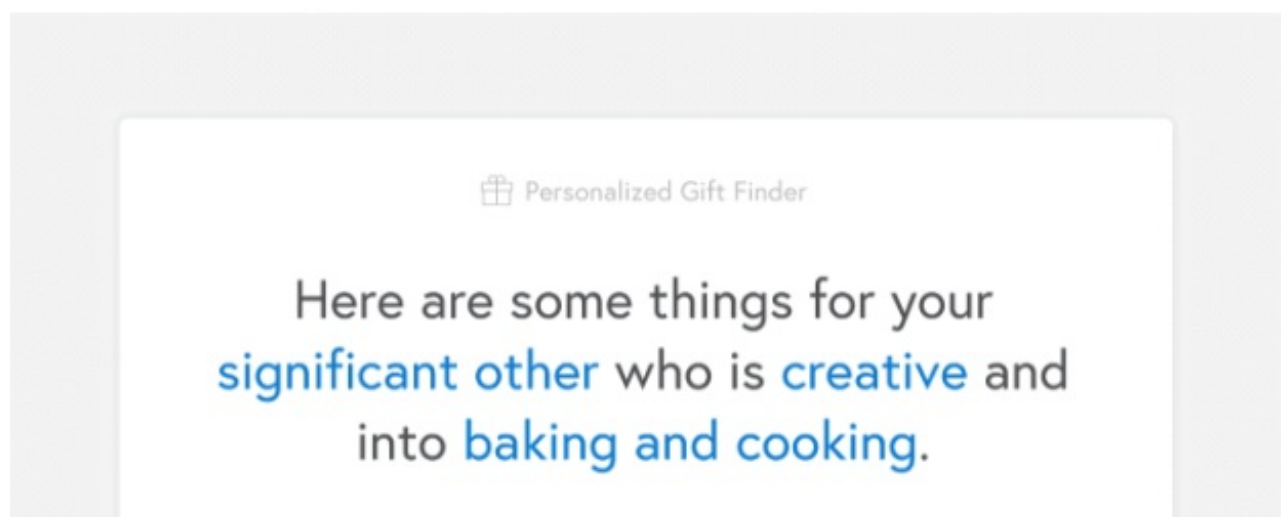 Personalized Gift Finder
Here are some things for your
significant other who is creative and
into baking and cooking.